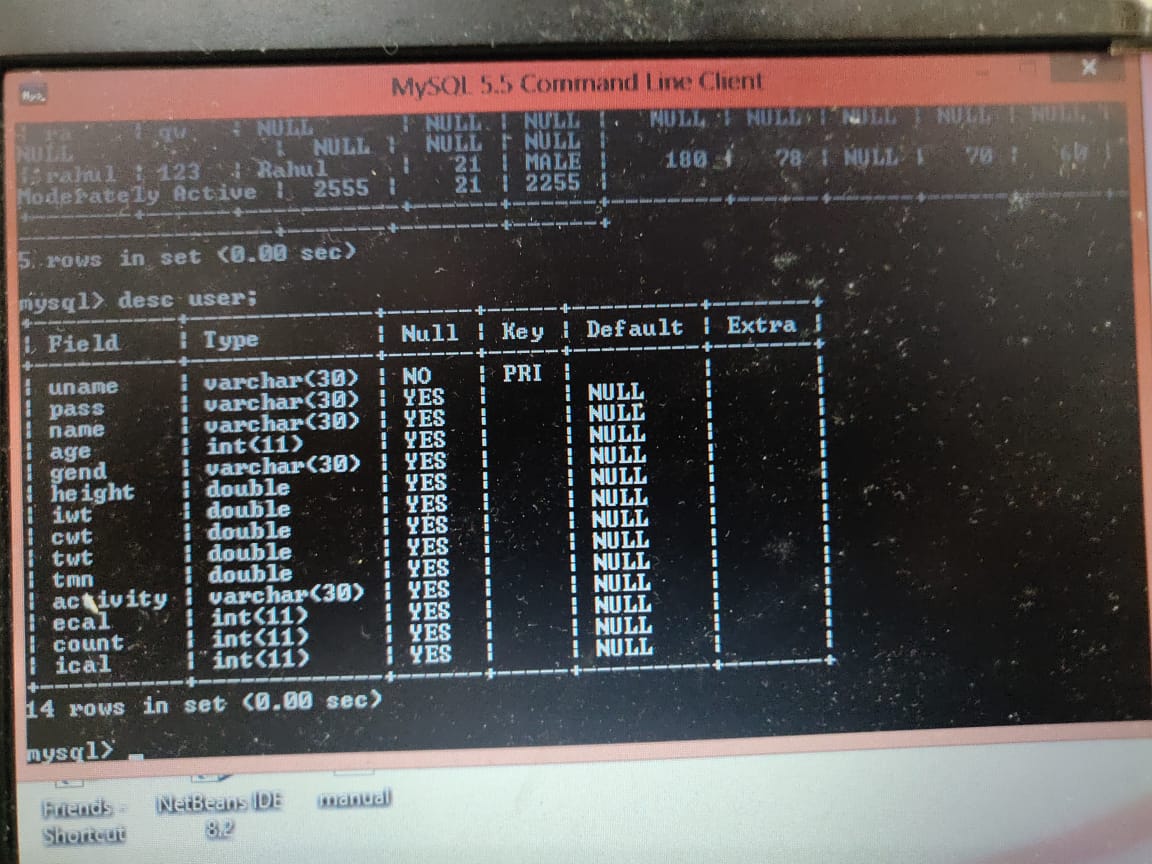 MySQL 5.5 Command Line Client
| ra | qw | NULL | NULL | NULL | NULL | NULL | NULL | NULL | NULL |
NULL | NULL | NULL | NULL |
| rahul | 123 | Rahul | 21 | MALE | 180 | 78 | NULL | 70 | 60 |
Moderately Active | 2555 | 21 | 2255 |
5 rows in set (0.00 sec)
mysql> desc user;
| Field | Type | Null | Key | Default | Extra |
| uname | varchar(30) | NO | PRI | | |
| pass | varchar(30) | YES | | NULL | |
| name | varchar(30) | YES | | NULL | |
| age | int(11) | YES | | NULL | |
| gend | varchar(30) | YES | | NULL | |
| height | double | YES | | NULL | |
| iwt | double | YES | | NULL | |
| cwt | double | YES | | NULL | |
| twt | double | YES | | NULL | |
| tmn | double | YES | | NULL | |
| activity | varchar(30) | YES | | NULL | |
| ecal | int(11) | YES | | NULL | |
| count | int(11) | YES | | NULL | |
| ical | int(11) | YES | | NULL | |
14 rows in set (0.00 sec)
mysql> _
Friends - Shortcut
NetBeans IDE 8.2
manual